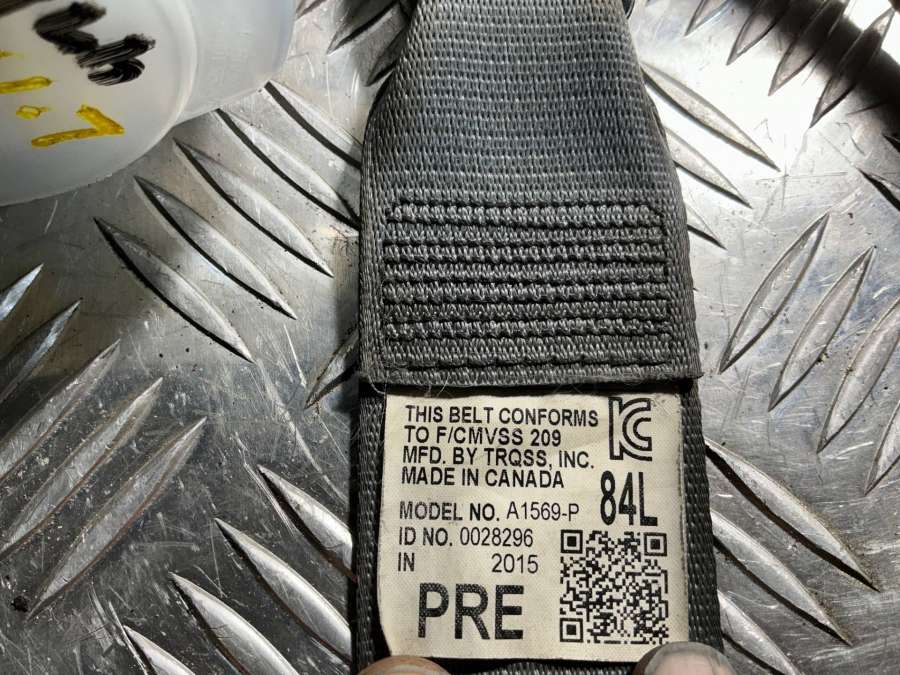 THIS BELT CONFORMS
TO F/CMVSS 209
MFD. BY TRQSS, INC.
MADE IN CANADA
KC
84L
MODEL NO. A1569-P
ID NO. 0028296
IN 2015
PRE